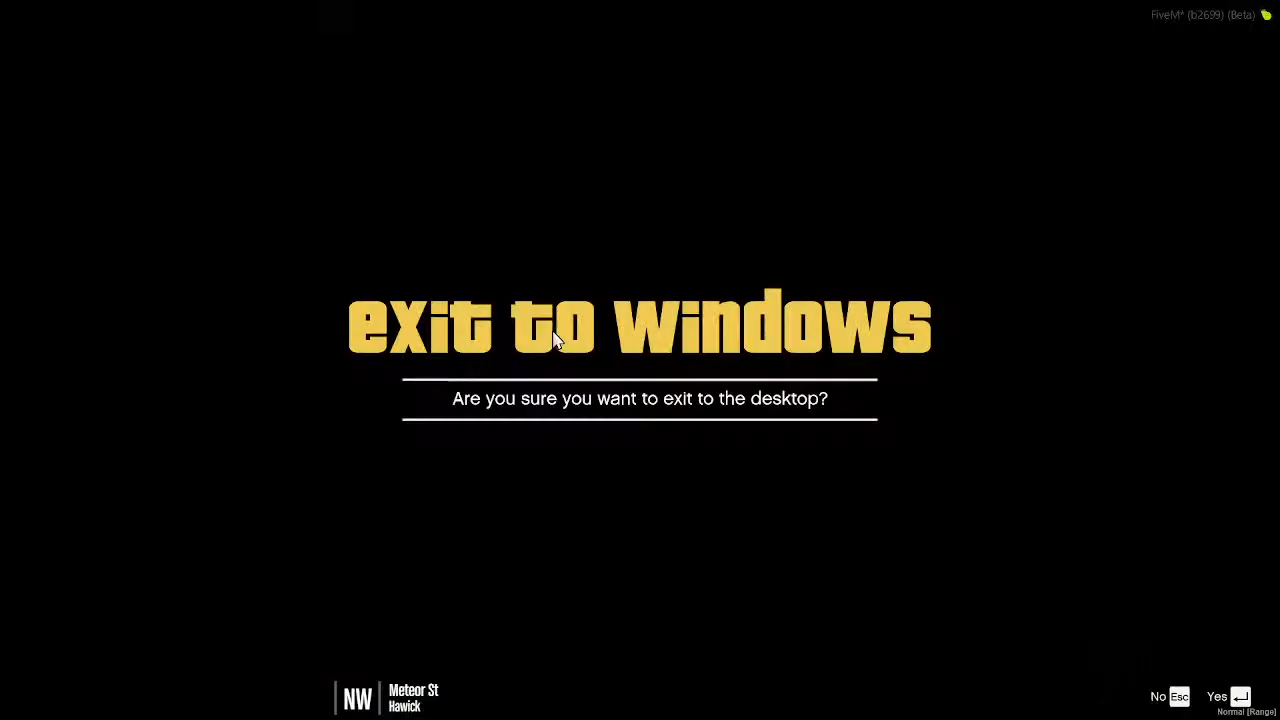 FiveM* (b2699) (Beta)
exit to windows
Are you sure you want to exit to the desktop?
NW
Meteor St
Hawick
No Esc Yes
Normal [Range]